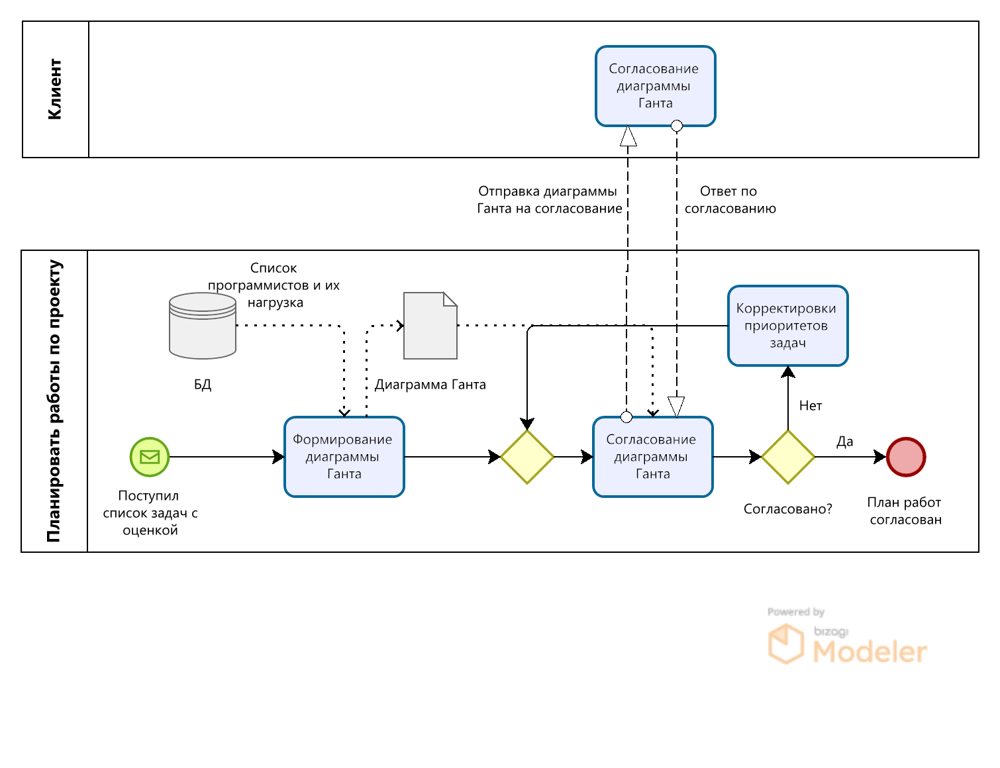 Клиент
Согласование
диаграммы
Ганта
Отправка диаграммы
Ганта на согласование
Ответ по
согласованию
Планировать работы по проекту
Список
программистов и их
нагрузка
БД
Диаграмма Ганта
Корректировки
приоритетов
задач
Нет
Поступил
список задач с
оценкой
Формирование
диаграммы
Ганта
Согласование
диаграммы
Ганта
Согласовано?
Да
План работ
согласован
Powered by
bizagi
Modeler